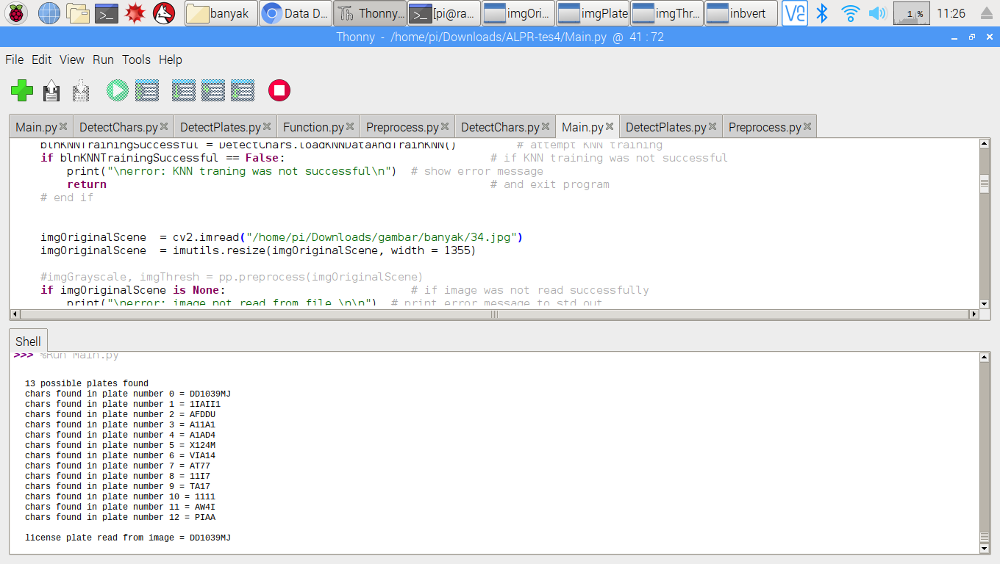 banyak Data D... Thonny... [pi@ra... imgOri... imgPlate imgThr... inbvert 1 % 11:26
Thonny - /home/pi/Downloads/ALPR-tes4/Main.py @ 41 : 72
File Edit View Run Tools Help
Main.py DetectChars.py DetectPlates.py Function.py Preprocess.py DetectChars.py Main.py DetectPlates.py Preprocess.py
blnKNNTrainingSuccessful = DetectChars.loadKNNDataAndTrainKNN() # attempt KNN training
if blnKNNTrainingSuccessful == False: # if KNN training was not successful
print("\nerror: KNN traning was not successful\n") # show error message
return # and exit program
# end if
imgOriginalScene = cv2.imread("/home/pi/Downloads/gambar/banyak/34.jpg")
imgOriginalScene = imutils.resize(imgOriginalScene, width = 1355)
#imgGrayscale, imgThresh = pp.preprocess(imgOriginalScene)
if imgOriginalScene is None: # if image was not read successfully
print("\nerror: image not read from file \n\n") # print error message to std out
Shell
>>> %Run Main.py
13 possible plates found
chars found in plate number 0 = DD1039MJ
chars found in plate number 1 = 1IAII1
chars found in plate number 2 = AFDDU
chars found in plate number 3 = A11A1
chars found in plate number 4 = A1AD4
chars found in plate number 5 = X124M
chars found in plate number 6 = VIA14
chars found in plate number 7 = AT77
chars found in plate number 8 = 11I7
chars found in plate number 9 = TA17
chars found in plate number 10 = 1111
chars found in plate number 11 = AW4I
chars found in plate number 12 = PIAA
license plate read from image = DD1039MJ